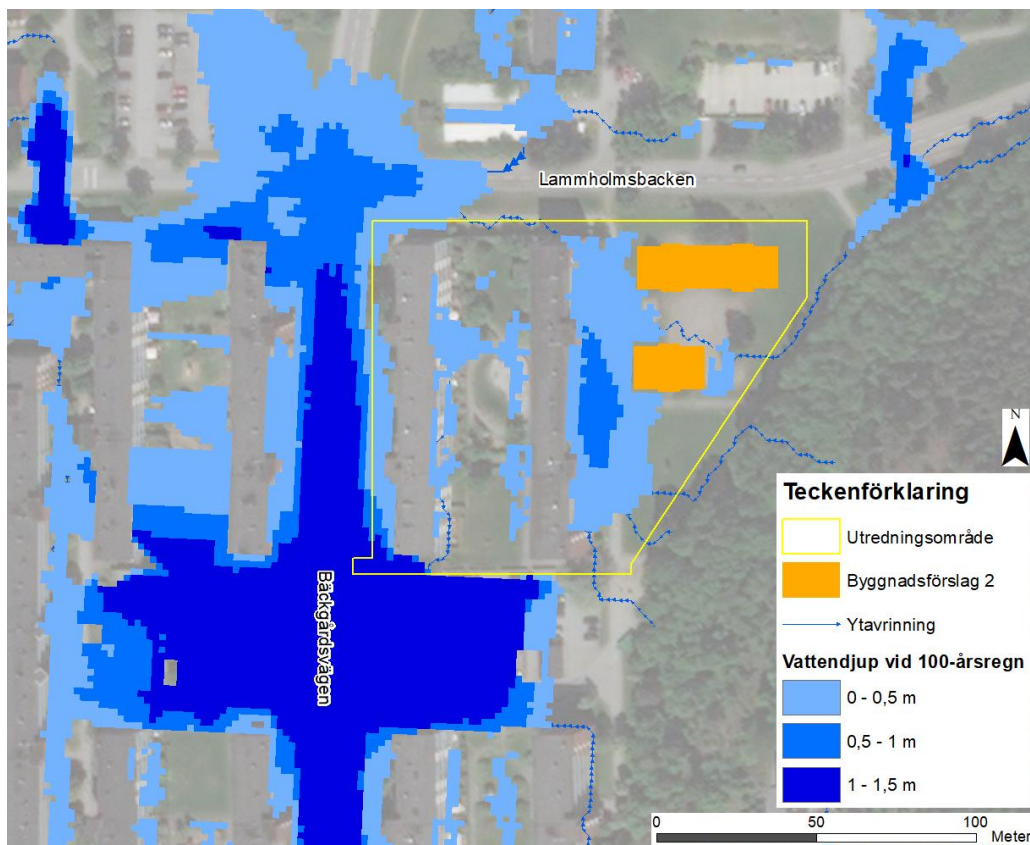 Lammholmsbacken
Bäckgårdsvägen
N
Teckenförklaring
Utredningsområde
Byggnadsförslag 2
Ytavrinning
Vattendjup vid 100-årsregn
0 - 0,5 m
0,5 - 1 m
1 - 1,5 m
0 50 100
Meter